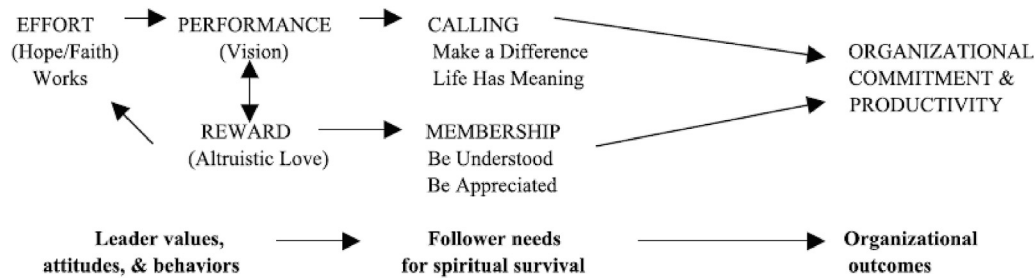 EFFORT
(Hope/Faith)
Works
PERFORMANCE
(Vision)
REWARD
(Altruistic Love)
CALLING
Make a Difference
Life Has Meaning
MEMBERSHIP
Be Understood
Be Appreciated
ORGANIZATIONAL
COMMITMENT &
PRODUCTIVITY
Leader values,
attitudes, & behaviors
Follower needs
for spiritual survival
Organizational
outcomes